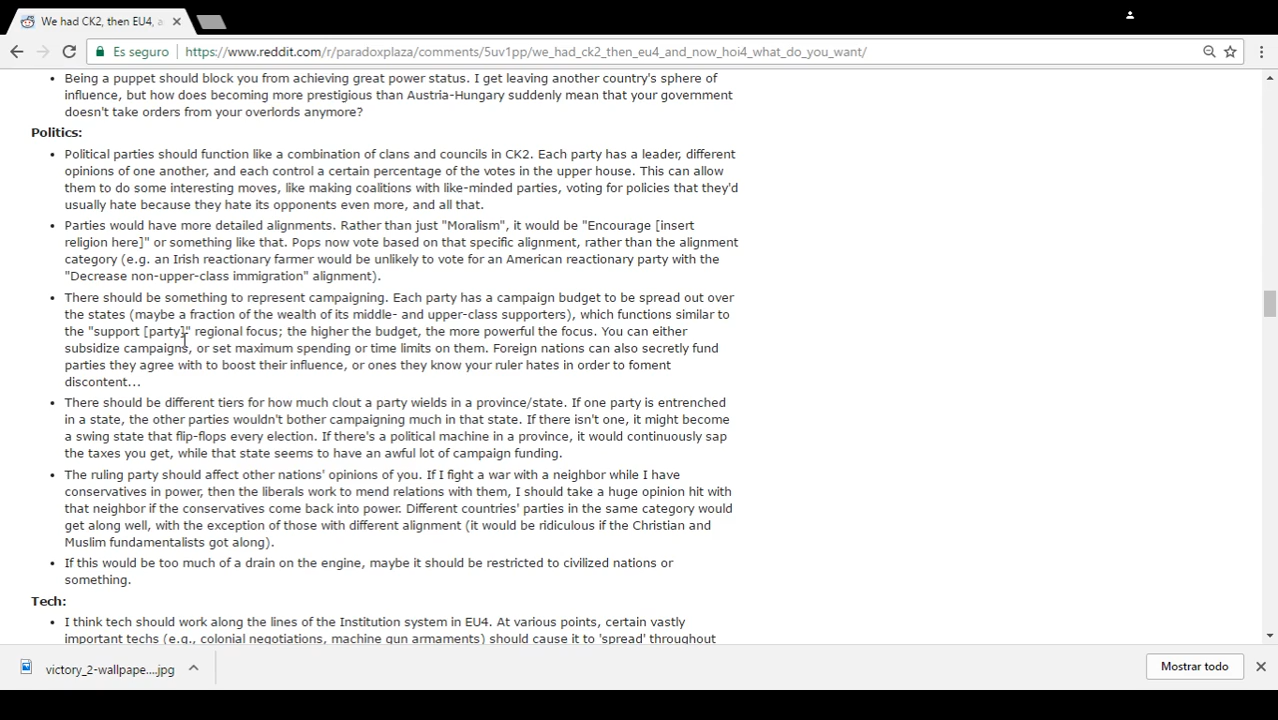 We had CK2, then EU4, a
Es seguro
https://www.reddit.com/r/paradoxplaza/comments/5uv1pp/we_had_ck2_then_eu4_and_now_hoi4_what_do_you_want/
• Being a puppet should block you from achieving great power status. I get leaving another country's sphere of
influence, but how does becoming more prestigious than Austria-Hungary suddenly mean that your government
doesn't take orders from your overlords anymore?
Politics:
• Political parties should function like a combination of clans and councils in CK2. Each party has a leader, different
opinions of one another, and each control a certain percentage of the votes in the upper house. This can allow
them to do some interesting moves, like making coalitions with like-minded parties, voting for policies that they'd
usually hate because they hate its opponents even more, and all that.
• Parties would have more detailed alignments. Rather than just "Moralism", it would be "Encourage [insert
religion here]" or something like that. Pops now vote based on that specific alignment, rather than the alignment
category (e.g. an Irish reactionary farmer would be unlikely to vote for an American reactionary party with the
"Decrease non-upper-class immigration" alignment).
• There should be something to represent campaigning. Each party has a campaign budget to be spread out over
the states (maybe a fraction of the wealth of its middle- and upper-class supporters), which functions similar to
the "support [party]" regional focus; the higher the budget, the more powerful the focus. You can either
subsidize campaigns, or set maximum spending or time limits on them. Foreign nations can also secretly fund
parties they agree with to boost their influence, or ones they know your ruler hates in order to foment
discontent...
• There should be different tiers for how much clout a party wields in a province/state. If one party is entrenched
in a state, the other parties wouldn't bother campaigning much in that state. If there isn't one, it might become
a swing state that flip-flops every election. If there's a political machine in a province, it would continuously sap
the taxes you get, while that state seems to have an awful lot of campaign funding.
• The ruling party should affect other nations' opinions of you. If I fight a war with a neighbor while I have
conservatives in power, then the liberals work to mend relations with them, I should take a huge opinion hit with
that neighbor if the conservatives come back into power. Different countries' parties in the same category would
get along well, with the exception of those with different alignment (it would be ridiculous if the Christian and
Muslim fundamentalists got along).
• If this would be too much of a drain on the engine, maybe it should be restricted to civilized nations or
something.
Tech:
• I think tech should work along the lines of the Institution system in EU4. At various points, certain vastly
important techs (e.g., colonial negotiations, machine gun armaments) should cause it to 'spread' throughout
victory_2-wallpape....jpg
Mostrar todo